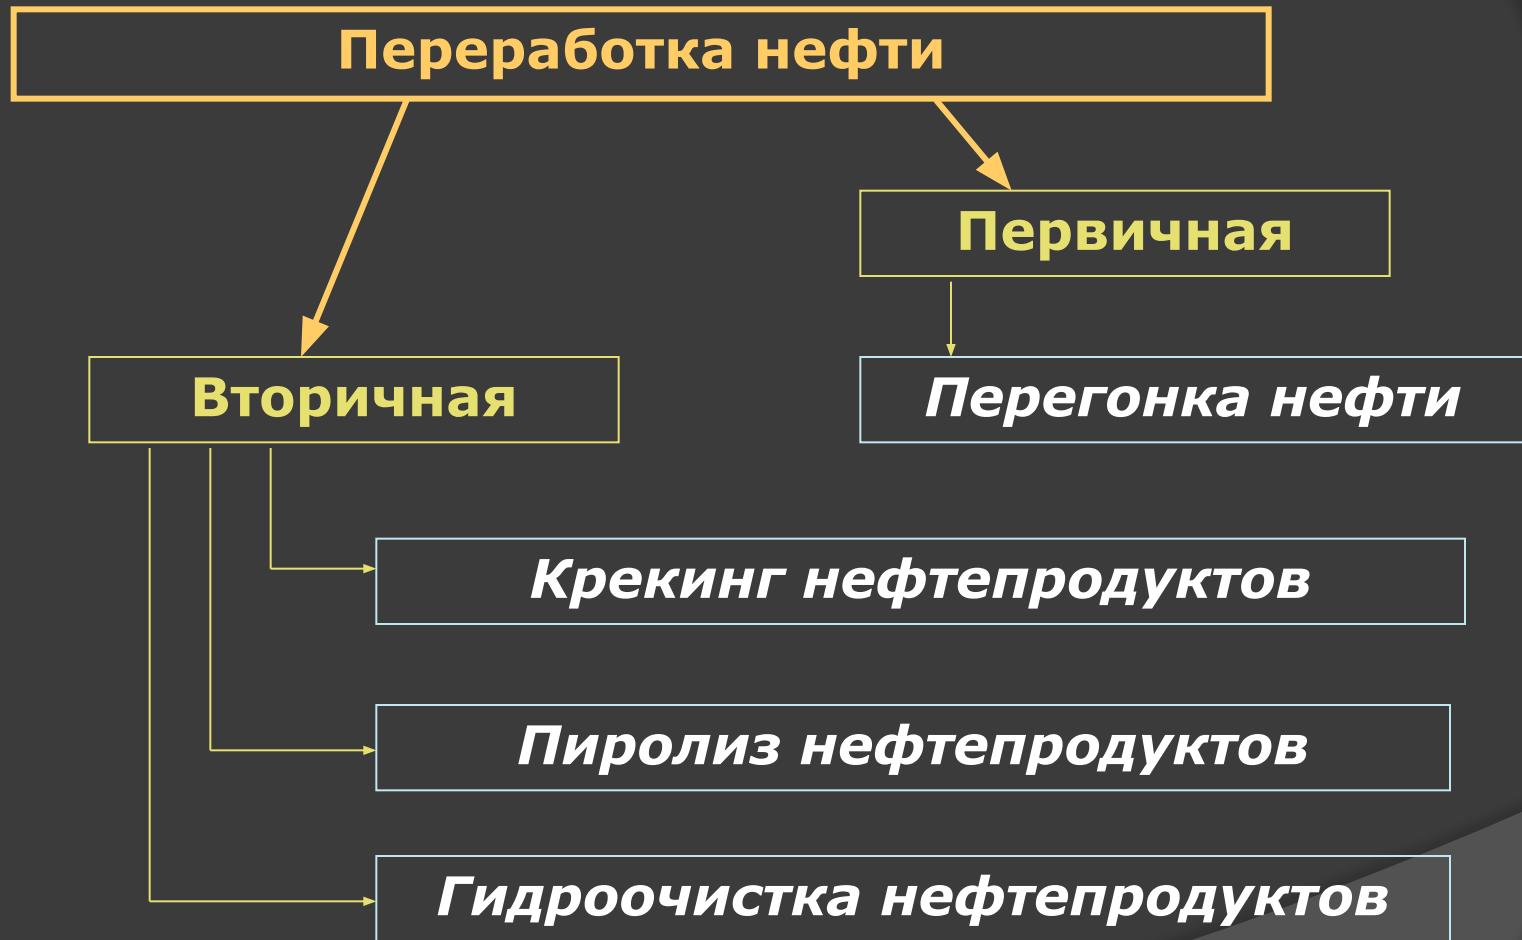 Переработка нефти
Первичная
Вторичная
Перегонка нефти
Крекинг нефтепродуктов
Пиролиз нефтепродуктов
Гидроочистка нефтепродуктов